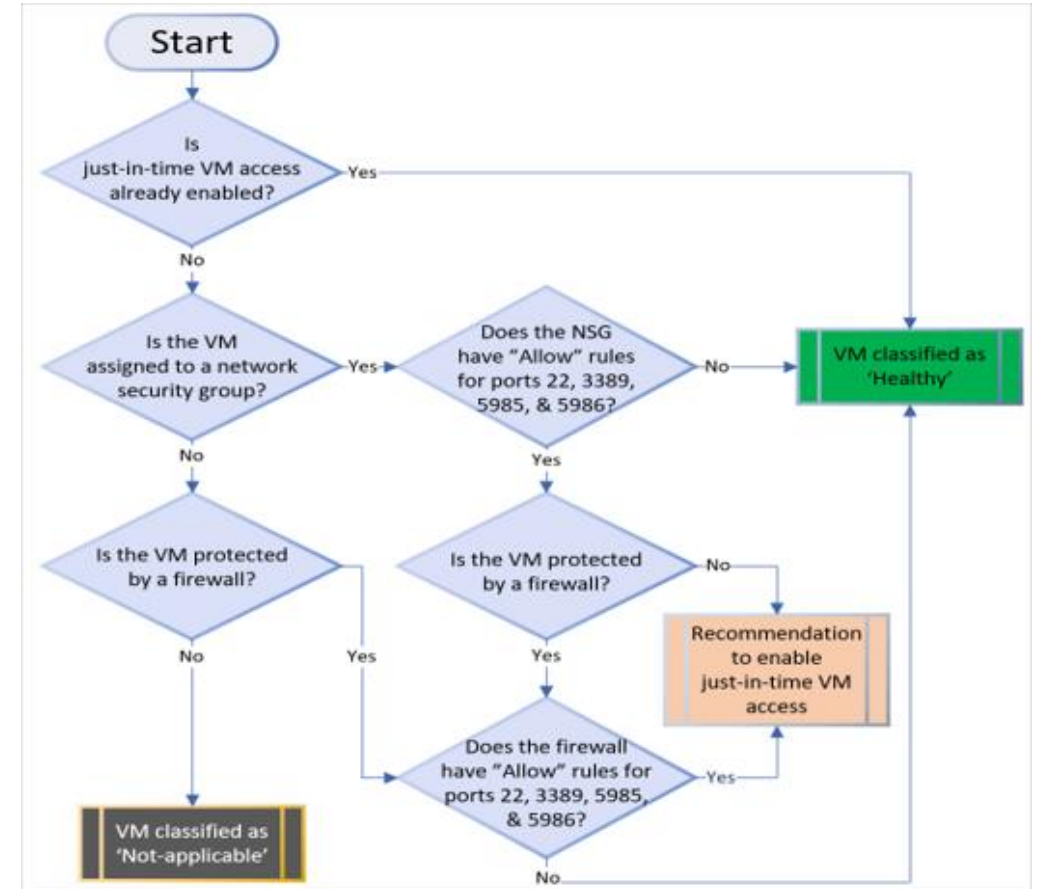 Start
Is
just-in-time VM access
already enabled?
Yes
No
Is the VM
assigned to a network
security group?
Yes
Does the NSG
have “Allow” rules
for ports 22, 3389,
5985, & 5986?
No
VM classified as
‘Healthy’
No
Yes
Is the VM protected
by a firewall?
Is the VM protected
by a firewall?
No
Recommendation
to enable
just-in-time VM
access
No
Yes
Yes
Does the firewall
have “Allow” rules for
ports 22, 3389, 5985,
& 5986?
Yes
VM classified as
‘Not-applicable’
No